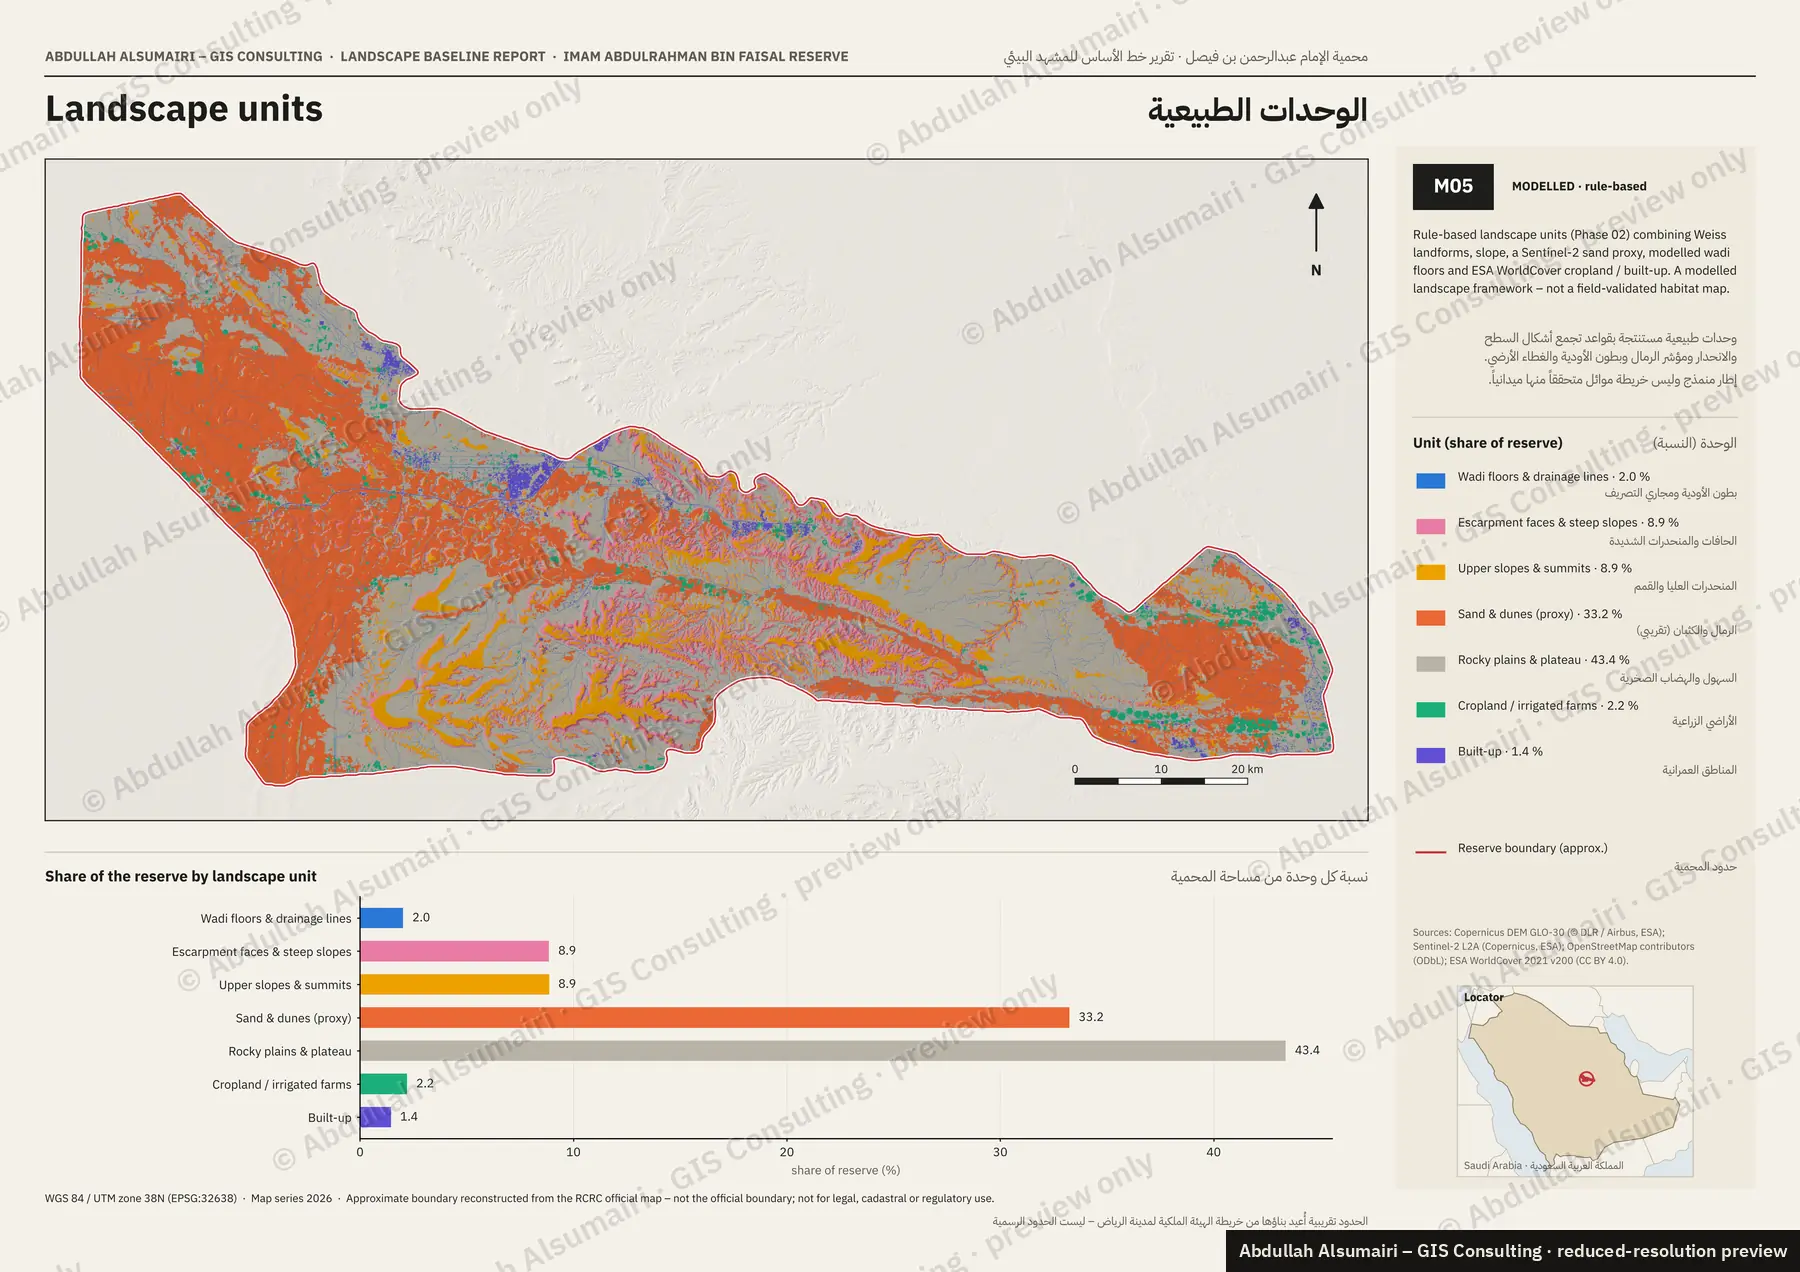 ABDULLAH ALSUMAIRI – GIS CONSULTING · LANDSCAPE BASELINE REPORT · IMAM ABDULRAHMAN BIN FAISAL RESERVE
محمية الإمام عبدالرحمن بن فيصل · تقرير خط الأساس للمشهد البيئي
Landscape units
الوحدات الطبيعية
N
0 10 20 km
M05
MODELLED · rule-based
Rule-based landscape units (Phase 02) combining Weiss
landforms, slope, a Sentinel-2 sand proxy, modelled wadi
floors and ESA WorldCover cropland / built-up. A modelled
landscape framework – not a field-validated habitat map.
وحدات طبيعية مستنتجة بقواعد تجمع أشكال السطح
والانحدار ومؤشر الرمال وبطون الأودية والغطاء الأرضي.
إطار منمذج وليس خريطة موائل متحققاً منها ميدانياً.
Unit (share of reserve)
الوحدة (النسبة)
Wadi floors & drainage lines · 2.0 %
بطون الأودية ومجاري التصريف
Escarpment faces & steep slopes · 8.9 %
الحافات والمنحدرات الشديدة
Upper slopes & summits · 8.9 %
المنحدرات العليا والقمم
Sand & dunes (proxy) · 33.2 %
الرمال والكثبان (تقريبي)
Rocky plains & plateau · 43.4 %
السهول والهضاب الصخرية
Cropland / irrigated farms · 2.2 %
الأراضي الزراعية
Built-up · 1.4 %
المناطق العمرانية
Reserve boundary (approx.)
حدود المحمية
Sources: Copernicus DEM GLO-30 (© DLR / Airbus, ESA);
Sentinel-2 L2A (Copernicus, ESA); OpenStreetMap contributors
(ODbL); ESA WorldCover 2021 v200 (CC BY 4.0).
Locator
Saudi Arabia · المملكة العربية السعودية
Share of the reserve by landscape unit
نسبة كل وحدة من مساحة المحمية
Wadi floors & drainage lines 2.0
Escarpment faces & steep slopes 8.9
Upper slopes & summits 8.9
Sand & dunes (proxy) 33.2
Rocky plains & plateau 43.4
Cropland / irrigated farms 2.2
Built-up 1.4
0 10 20 30 40
share of reserve (%)
WGS 84 / UTM zone 38N (EPSG:32638) · Map series 2026 · Approximate boundary reconstructed from the RCRC official map – not the official boundary; not for legal, cadastral or regulatory use.
الحدود تقريبية أُعيد بناؤها من خريطة الهيئة الملكية لمدينة الرياض – ليست الحدود الرسمية
Abdullah Alsumairi – GIS Consulting · reduced-resolution preview
© Abdullah Alsumairi · GIS Consulting · preview only